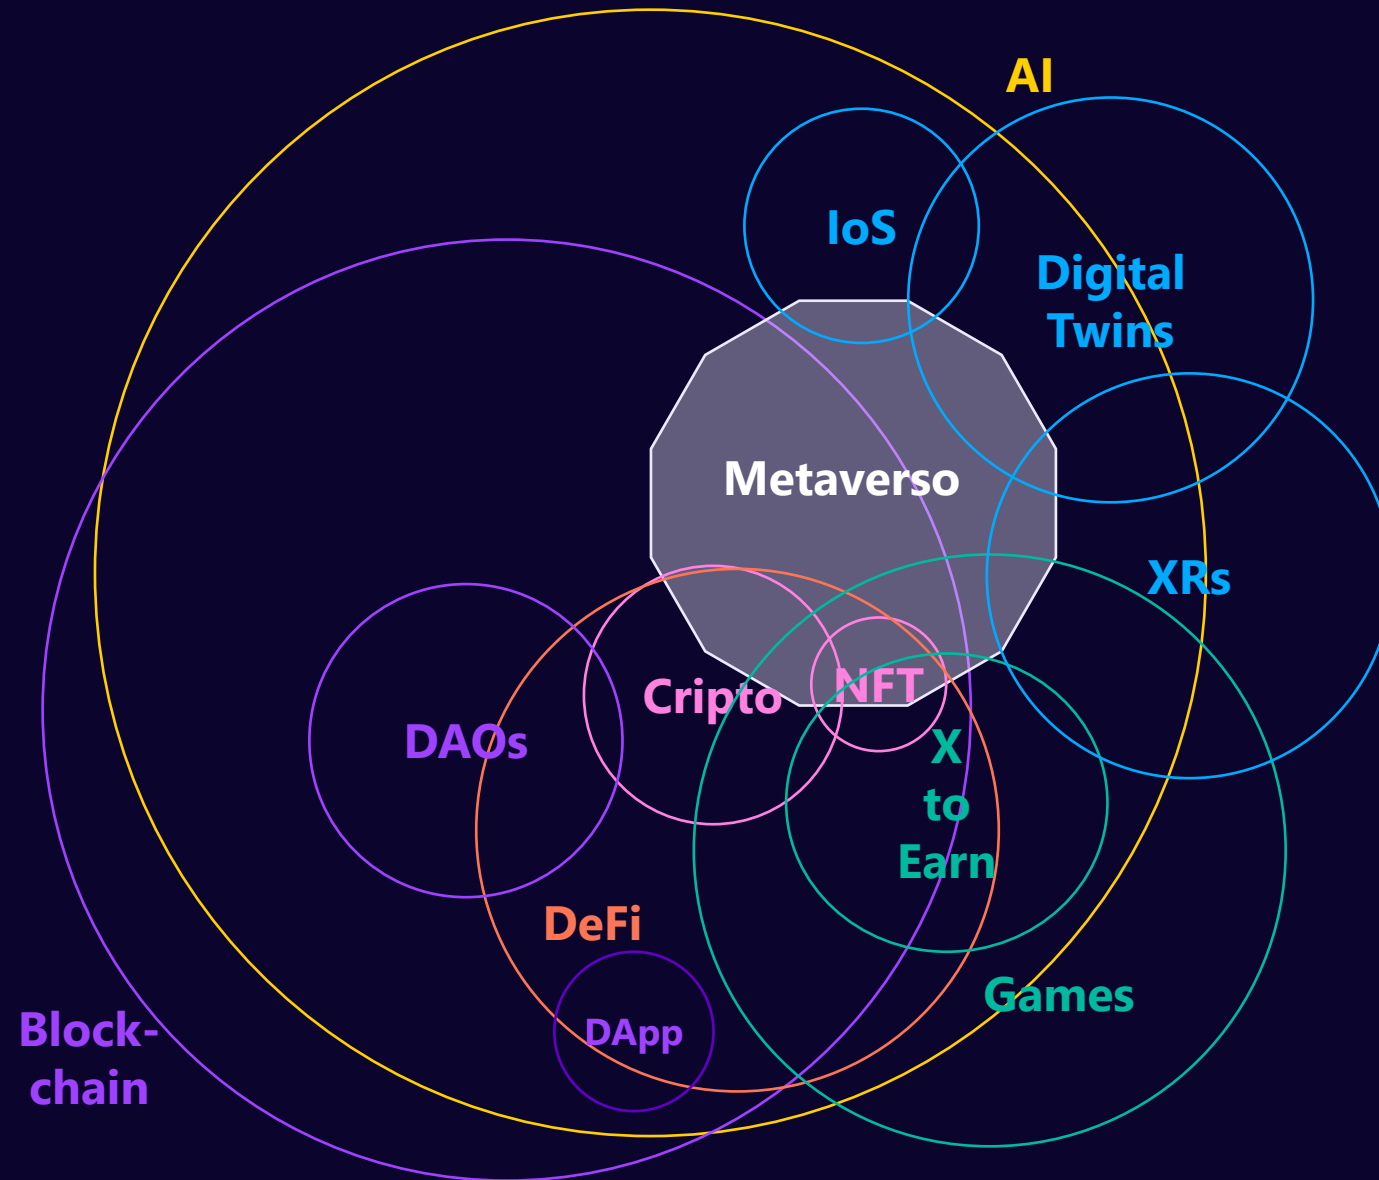 AI
IoS
Digital
Twins
Metaverso
XRs
NFT
Cripto
DAOs
X
to
Earn
DeFi
Games
DApp
Block-
chain